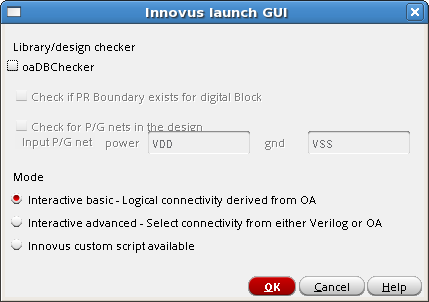 Innovus launch GUI
Library/design checker
oaDBChecker
Check if PR Boundary exists for digital Block
Check for P/G nets in the design
Input P/G net power VDD gnd VSS
Mode
Interactive basic - Logical connectivity derived from OA
Interactive advanced - Select connectivity from either Verilog or OA
Innovus custom script available
OK Cancel Help